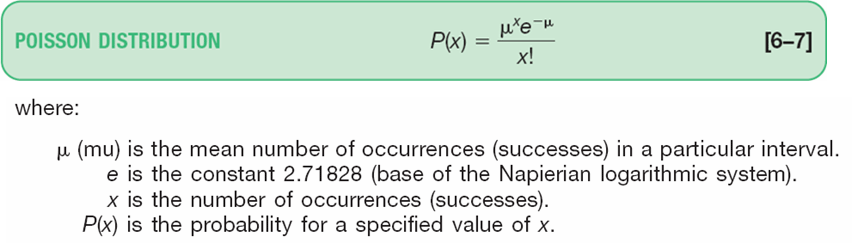 POISSON DISTRIBUTION P(x) = μˣe⁻ᵘ / x! [6–7]
where:
μ (mu) is the mean number of occurrences (successes) in a particular interval.
e is the constant 2.71828 (base of the Napierian logarithmic system).
x is the number of occurrences (successes).
P(x) is the probability for a specified value of x.